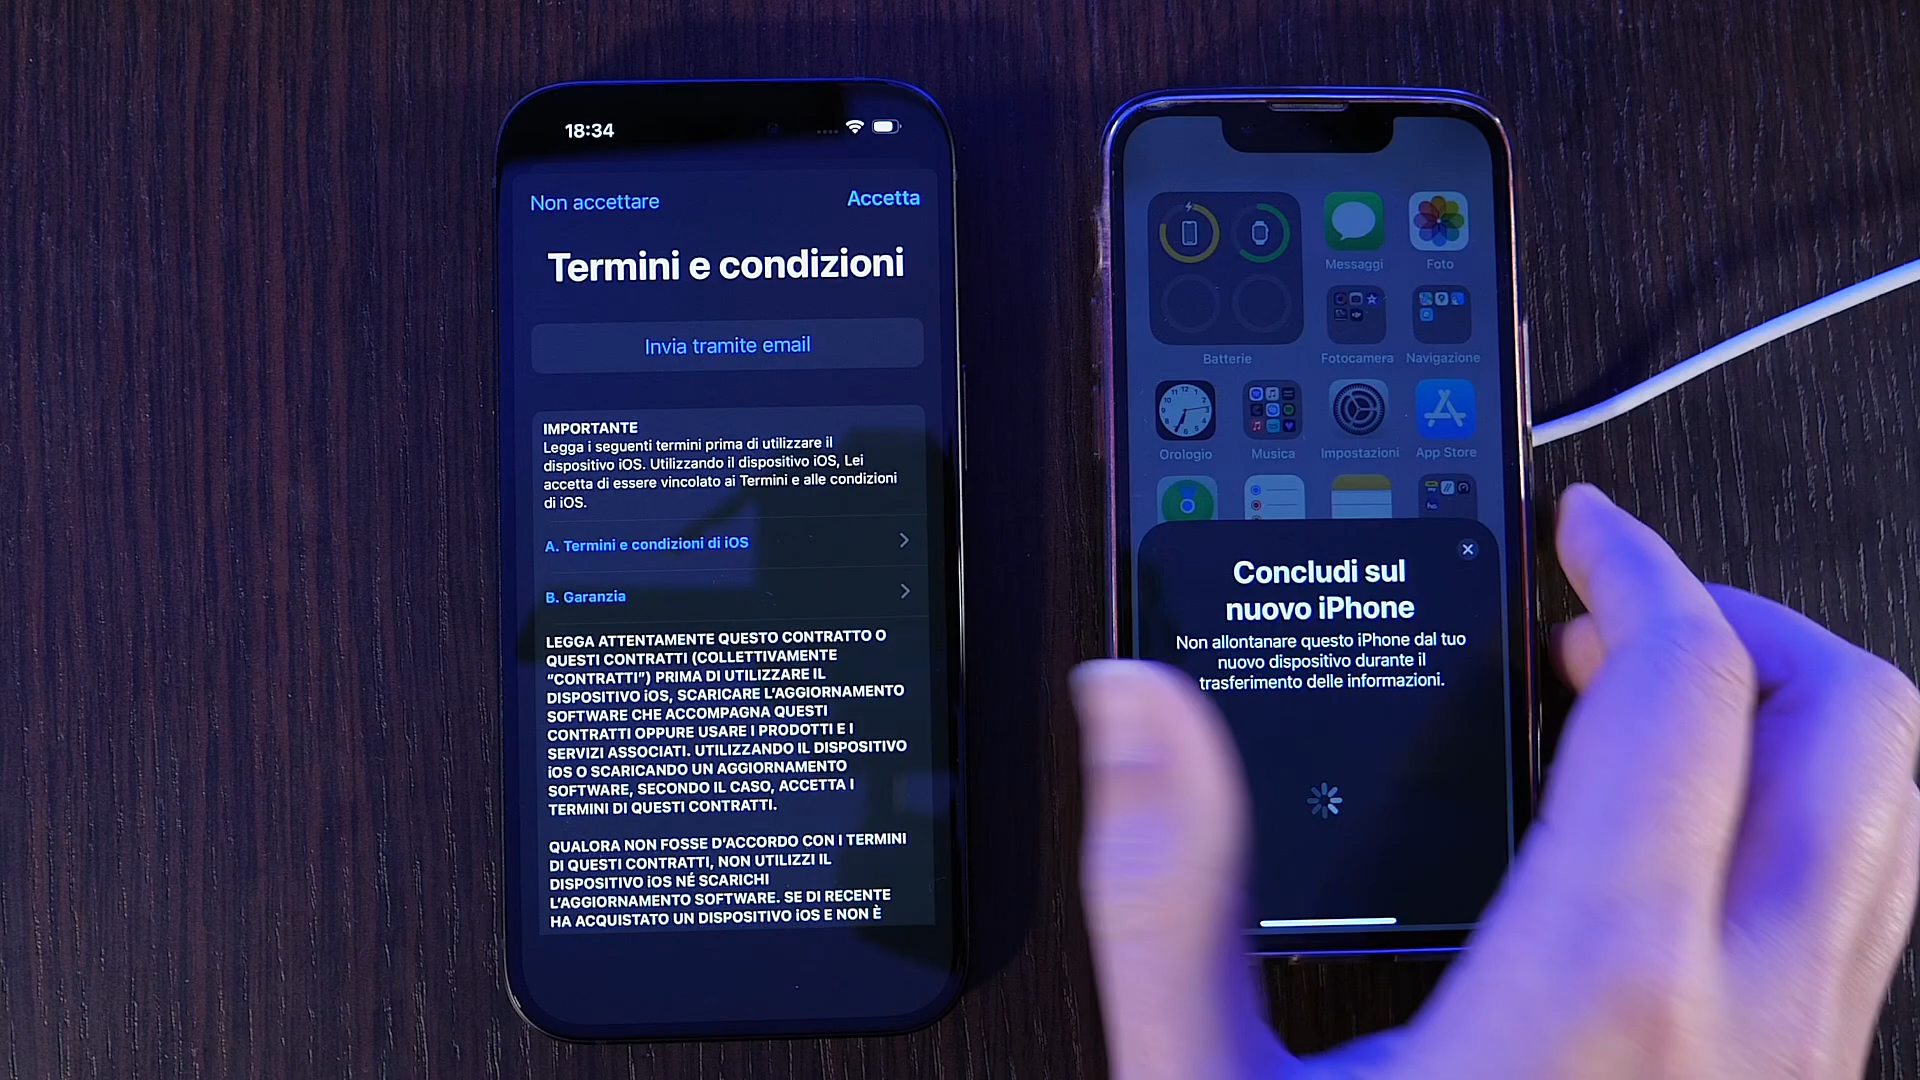 18:34
Non accettare
Accetta
Termini e condizioni
Invia tramite email
IMPORTANTE
Legga i seguenti termini prima di utilizzare il
dispositivo iOS. Utilizzando il dispositivo iOS, Lei
accetta di essere vincolato ai Termini e alle condizioni
di iOS.
A. Termini e condizioni di iOS
B. Garanzia
LEGGA ATTENTAMENTE QUESTO CONTRATTO O
QUESTI CONTRATTI (COLLETTIVAMENTE
“CONTRATTI”) PRIMA DI UTILIZZARE IL
DISPOSITIVO iOS, SCARICARE L’AGGIORNAMENTO
SOFTWARE CHE ACCOMPAGNA QUESTI
CONTRATTI OPPURE USARE I PRODOTTI E I
SERVIZI ASSOCIATI. UTILIZZANDO IL DISPOSITIVO
iOS O SCARICANDO UN AGGIORNAMENTO
SOFTWARE, SECONDO IL CASO, ACCETTA I
TERMINI DI QUESTI CONTRATTI.
QUALORA NON FOSSE D’ACCORDO CON I TERMINI
DI QUESTI CONTRATTI, NON UTILIZZI IL
DISPOSITIVO iOS NÉ SCARICHI
L’AGGIORNAMENTO SOFTWARE. SE DI RECENTE
HA ACQUISTATO UN DISPOSITIVO iOS E NON È
Messaggi
Foto
Batterie
Fotocamera
Navigazione
Orologio
Musica
Impostazioni
App Store
Concludi sul
nuovo iPhone
Non allontanare questo iPhone dal tuo
nuovo dispositivo durante il
trasferimento delle informazioni.